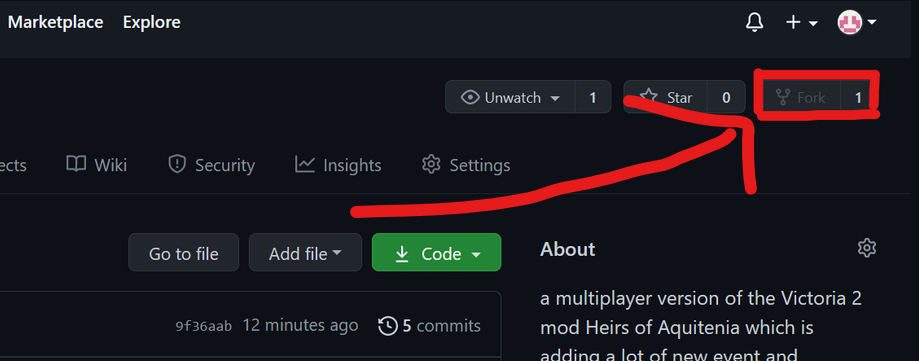 Marketplace Explore
Unwatch 1 Star 0 Fork 1
ects Wiki Security Insights Settings
Go to file Add file Code
About
a multiplayer version of the Victoria 2
9f36aab 12 minutes ago 5 commits
mod Heirs of Aquitenia which is
adding a lot of new event and